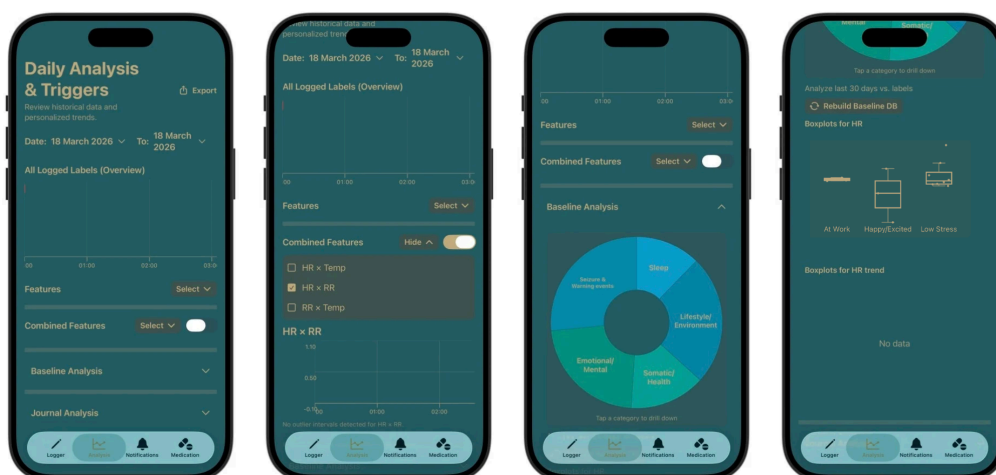 Daily Analysis
& Triggers
Export
Review historical data and
personalized trends.
Date: 18 March 2026 To: 18 March
2026
All Logged Labels (Overview)
:00 01:00 02:00 03:0
Features Select
Combined Features Select
Baseline Analysis
Journal Analysis
Logger Analysis Notifications Medication
Review historical data and
personalized trends.
Date: 18 March 2026 To: 18 March
2026
All Logged Labels (Overview)
:00 01:00 02:00 03:0
Features Select
Combined Features Hide
HR × Temp
HR × RR
RR × Temp
HR × RR
1.10
0.50
-0.10
:00 01:00 02:00
No outlier intervals detected for HR × RR
Baseline Analysis
Logger Analysis Notifications Medication
:00 01:00 02:00 03:0
Features Select
Combined Features Select
Baseline Analysis
Sleep
Seizure &
Warning events
Lifestyle/
Environment
Emotional/
Mental
Somatic/
Health
Tap a category to drill down
Logger Analysis Notifications Medication
Mental Somatic/
Tap a category to drill down
Analyze last 30 days vs. labels
Rebuild Baseline DB
Boxplots for HR
At Work Happy/Excited Low Stress
Boxplots for HR trend
No data
Logger Analysis Notifications Medication